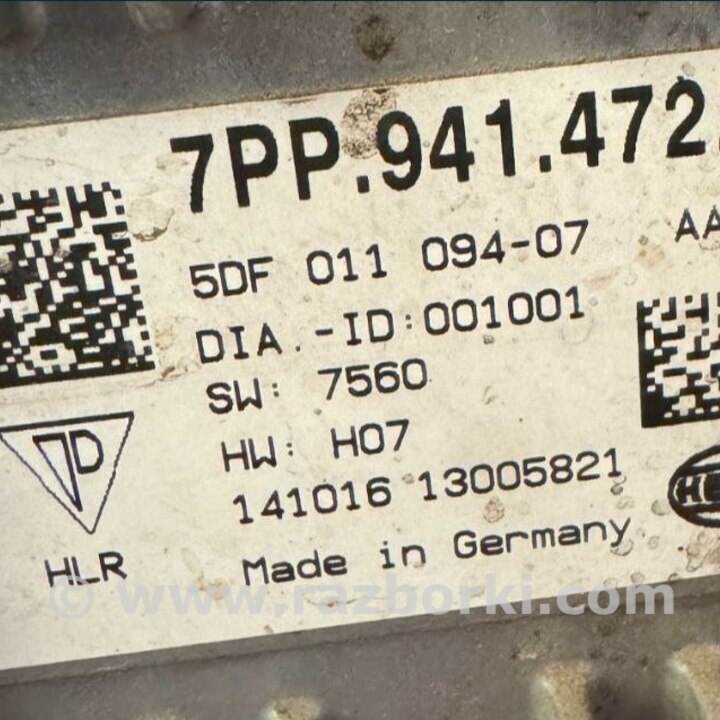 7PP.941.472.
5DF 011 094-07 AA
DIA.-ID:001001
SW: 7560
HW: H07
141016 13005821
HLR Made in Germany
© www.razborki.com